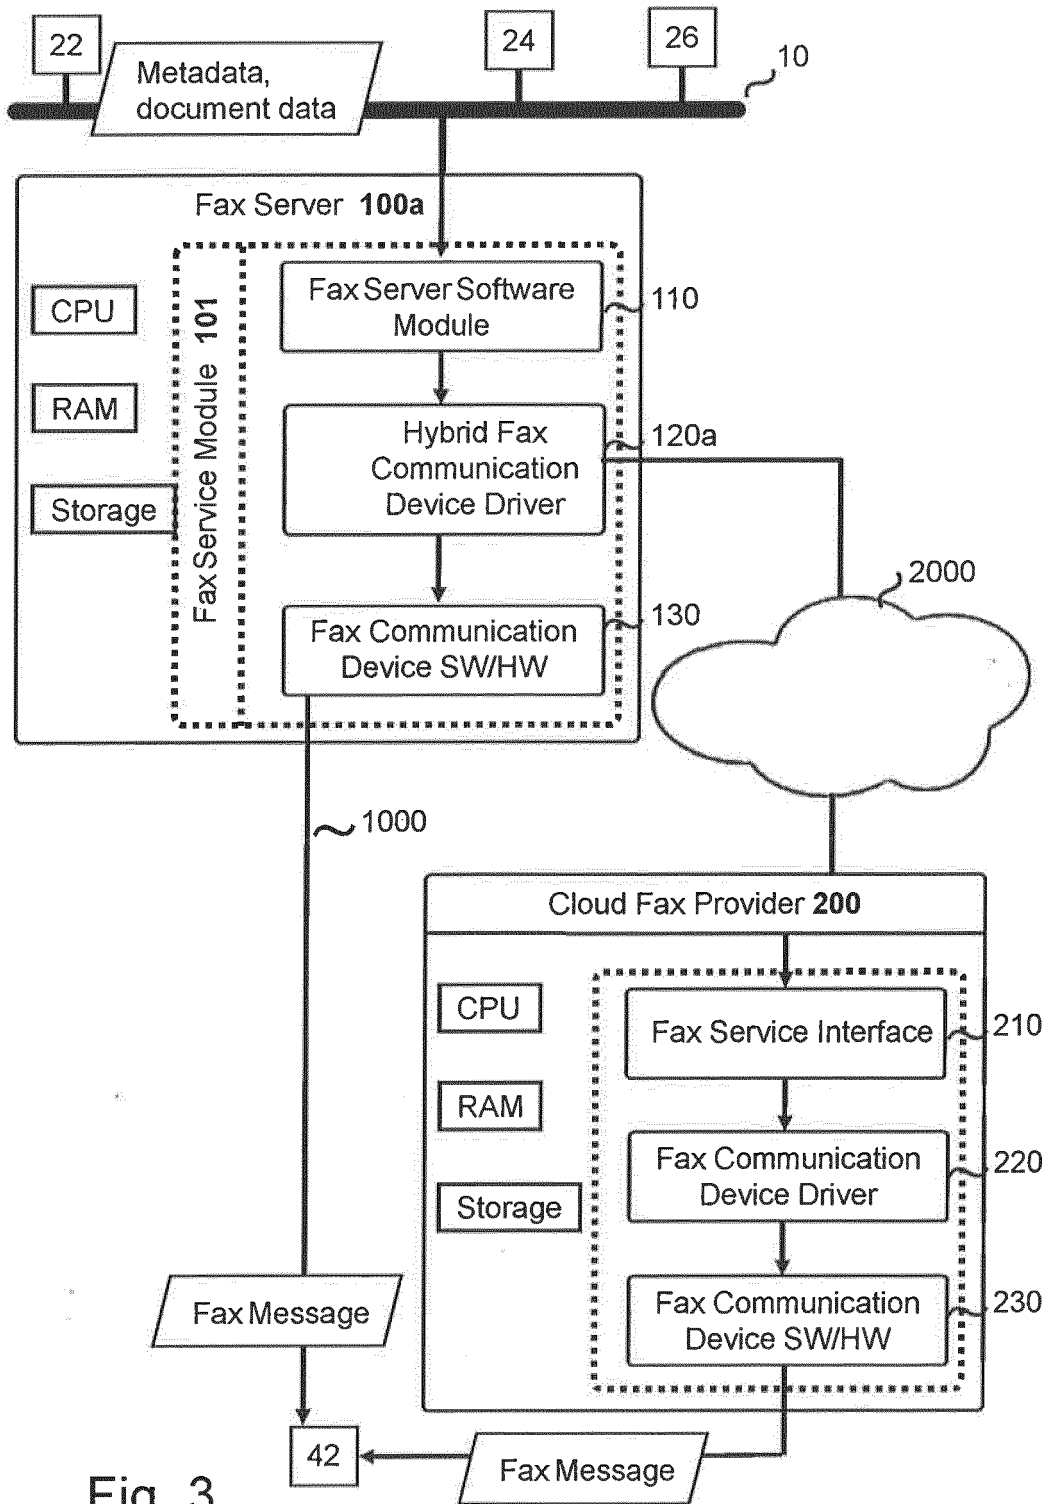 22
24
26
10
Metadata,
document data
Fax Server 100a
Fax Service Module 101
CPU
RAM
Storage
Fax Server Software
Module
110
Hybrid Fax
Communication
Device Driver
120a
Fax Communication
Device SW/HW
130
2000
1000
Cloud Fax Provider 200
CPU
RAM
Storage
Fax Service Interface
210
Fax Communication
Device Driver
220
Fax Communication
Device SW/HW
230
Fax Message
42
Fax Message
Fig. 3